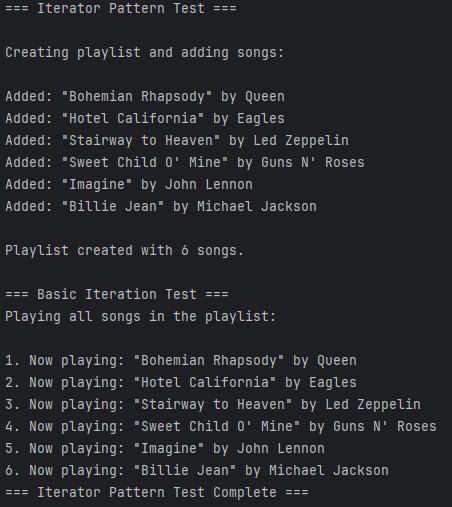 === Iterator Pattern Test ===
Creating playlist and adding songs:
Added: "Bohemian Rhapsody" by Queen
Added: "Hotel California" by Eagles
Added: "Stairway to Heaven" by Led Zeppelin
Added: "Sweet Child O' Mine" by Guns N' Roses
Added: "Imagine" by John Lennon
Added: "Billie Jean" by Michael Jackson
Playlist created with 6 songs.
=== Basic Iteration Test ===
Playing all songs in the playlist:
1. Now playing: "Bohemian Rhapsody" by Queen
2. Now playing: "Hotel California" by Eagles
3. Now playing: "Stairway to Heaven" by Led Zeppelin
4. Now playing: "Sweet Child O' Mine" by Guns N' Roses
5. Now playing: "Imagine" by John Lennon
6. Now playing: "Billie Jean" by Michael Jackson
=== Iterator Pattern Test Complete ===